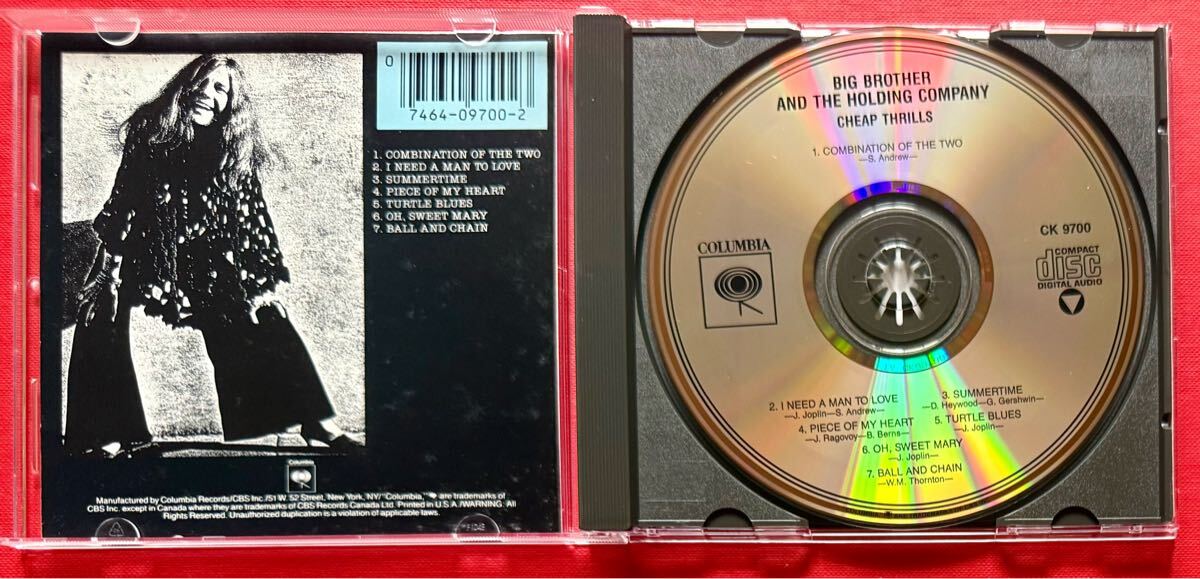 0
7464-09700-2
1. COMBINATION OF THE TWO
2. I NEED A MAN TO LOVE
3. SUMMERTIME
4. PIECE OF MY HEART
5. TURTLE BLUES
6. OH, SWEET MARY
7. BALL AND CHAIN
Columbia
Manufactured by Columbia Records/CBS Inc./51 W. 52 Street, New York, NY/"Columbia," are trademarks of
CBS Inc. except in Canada where they are trademarks of CBS Records Canada Ltd. Printed in U.S.A./WARNING. All
Rights Reserved. Unauthorized duplication is a violation of applicable laws.
BIG BROTHER
AND THE HOLDING COMPANY
CHEAP THRILLS
1. COMBINATION OF THE TWO
—S. Andrew—
COLUMBIA
CK 9700
COMPACT
disc
DIGITAL AUDIO
2. I NEED A MAN TO LOVE
—J. Joplin—S. Andrew—
3. SUMMERTIME
—D. Heywood—G. Gershwin—
4. PIECE OF MY HEART
—J. Ragovoy—B. Berns—
5. TURTLE BLUES
—J. Joplin—
6. OH, SWEET MARY
—J. Joplin—
7. BALL AND CHAIN
—W.M. Thornton—